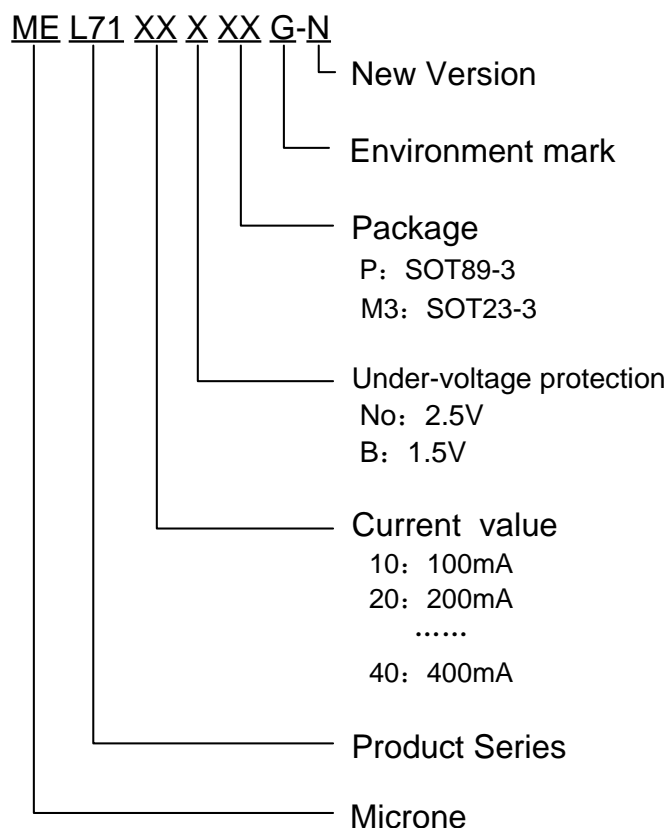 ME L71 XX X XX G-N
New Version
Environment mark
Package
P：SOT89-3
M3：SOT23-3
Under-voltage protection
No：2.5V
B：1.5V
Current value
10：100mA
20：200mA
……
40：400mA
Product Series
Microne